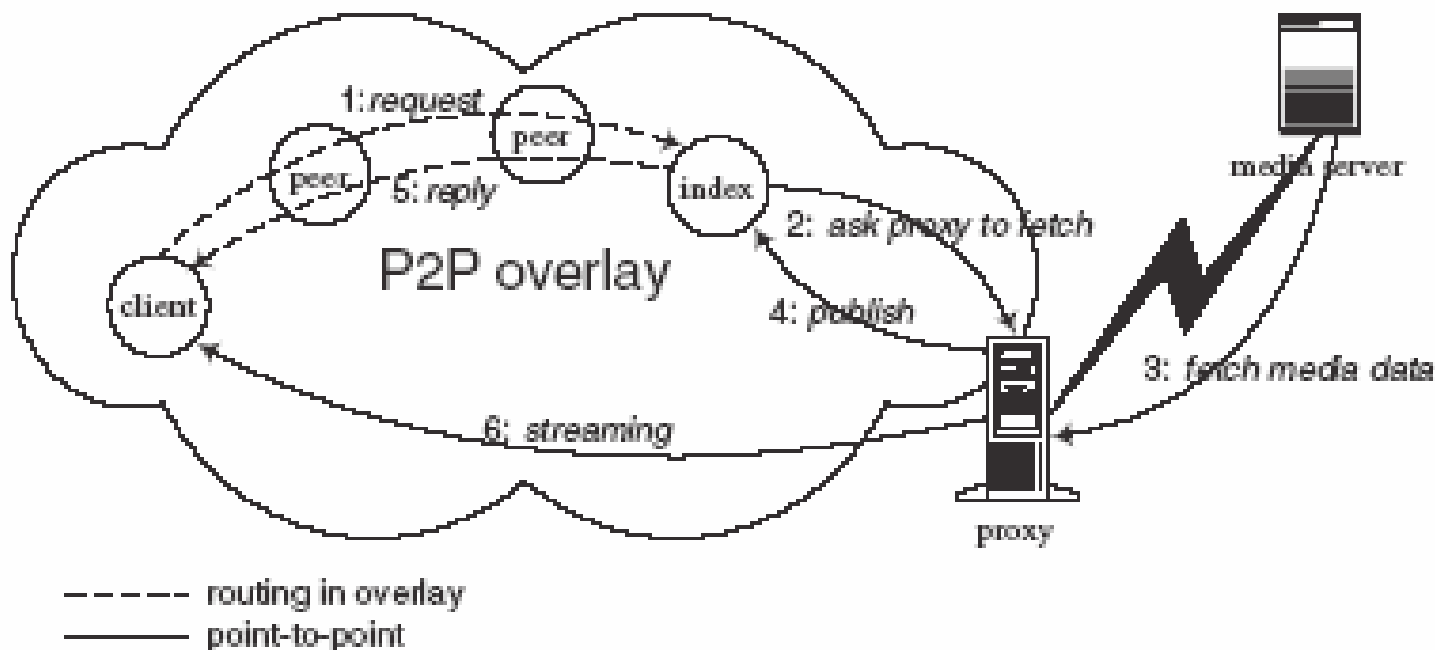 1: request
peer
peer
media server
5: reply
index
2: ask proxy to fetch
P2P overlay
client
4: publish
3: fetch media data
6: streaming
proxy
routing in overlay
point-to-point